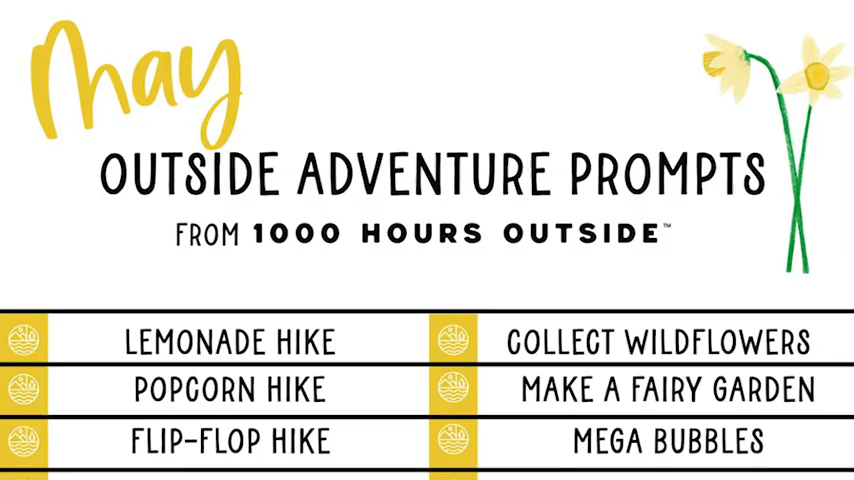 May
OUTSIDE ADVENTURE PROMPTS
FROM 1000 HOURS OUTSIDE™
LEMONADE HIKE
COLLECT WILDFLOWERS
POPCORN HIKE
MAKE A FAIRY GARDEN
FLIP-FLOP HIKE
MEGA BUBBLES